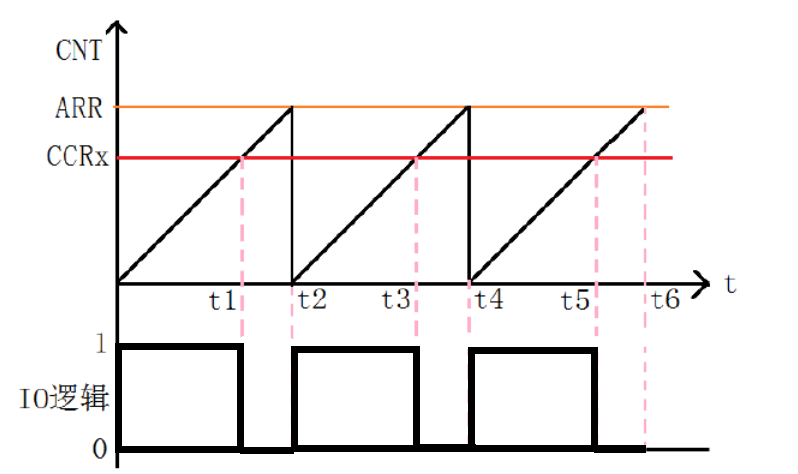 CNT
ARR
CCRx
t1 t2 t3 t4 t5 t6 t
1
IO逻辑
0